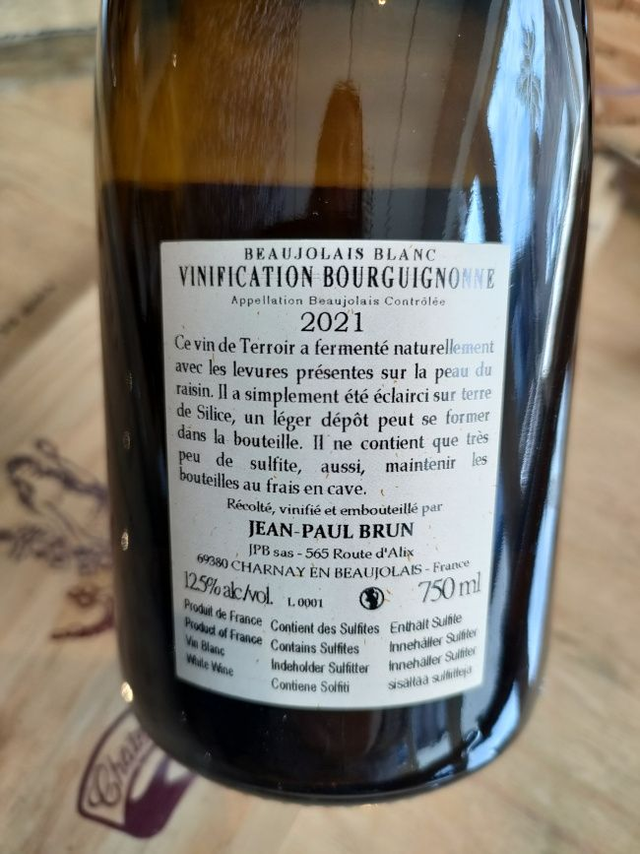 BEAUJOLAIS BLANC
VINIFICATION BOURGUIGNONNE
Appellation Beaujolais Contrôlée
2021
Ce vin de Terroir a fermenté naturellement
avec les levures présentes sur la peau du
raisin. Il a simplement été éclairci sur terre
de Silice, un léger dépôt peut se former
dans la bouteille. Il ne contient que très
peu de sulfite, aussi, maintenir les
bouteilles au frais en cave.
Récolté, vinifié et embouteillé par
JEAN-PAUL BRUN
JPB sas - 565 Route d'Alix
69380 CHARNAY EN BEAUJOLAIS - France
12.5% alc/vol. L 0001 750 ml
Produit de France Contient des Sulfites Enthält Sulfite
Product of France Contains Sulfites Innehåller Sulfiter
Vin Blanc Indeholder Sulfitter Innehåller Sulfiter
White Wine Contiene Solfiti sisältää sulfiitteja